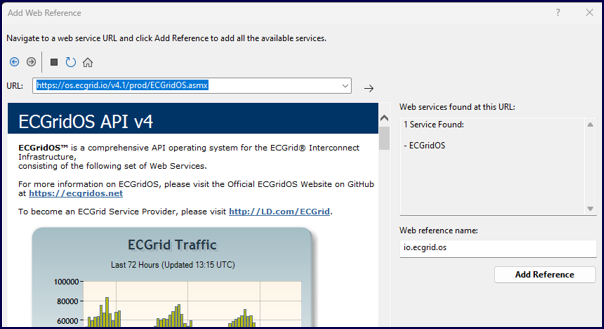 Add Web Reference
?
Navigate to a web service URL and click Add Reference to add all the available services.
URL:
https://os.ecgrid.io/v4.1/prod/ECGridOS.asmx
ECGridOS API v4
ECGridOS™ is a comprehensive API operating system for the ECGrid® Interconnect
Infrastructure,
consisting of the following set of Web Services.
For more information on ECGridOS, please visit the Official ECGridOS Website on GitHub
at https://ecgridos.net
To become an ECGrid Service Provider, please visit http://LD.com/ECGrid.
ECGrid Traffic
Last 72 Hours (Updated 13:15 UTC)
100000
80000
60000
Web services found at this URL:
1 Service Found:
- ECGridOS
Web reference name:
io.ecgrid.os
Add Reference